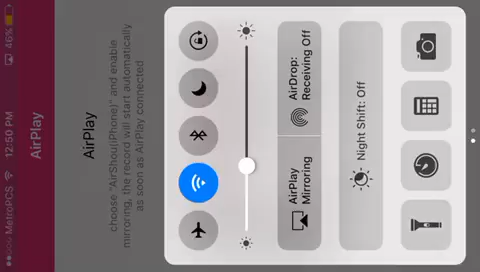 MetroPCS 12:50 PM 46%
AirPlay
AirPlay
choose "AirShou(iPhone)" and enable
mirroring, the record will start automatically
as soon as AirPlay connected
AirPlay
Mirroring
AirDrop:
Receiving Off
Night Shift: Off